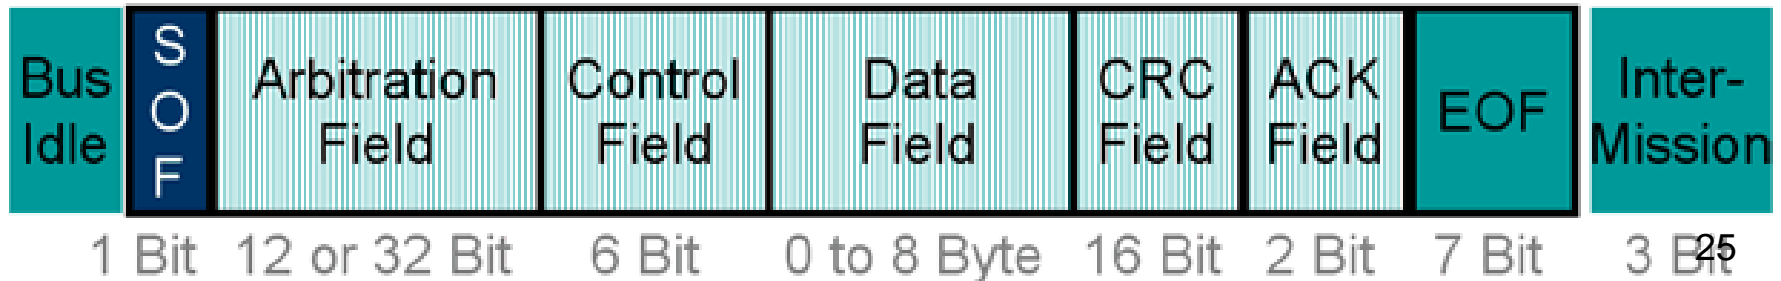 Bus
Idle
S
O
F
Arbitration
Field
Control
Field
Data
Field
CRC
Field
ACK
Field
EOF
Inter-
Mission
1 Bit 12 or 32 Bit 6 Bit 0 to 8 Byte 16 Bit 2 Bit 7 Bit 3 Bit
25